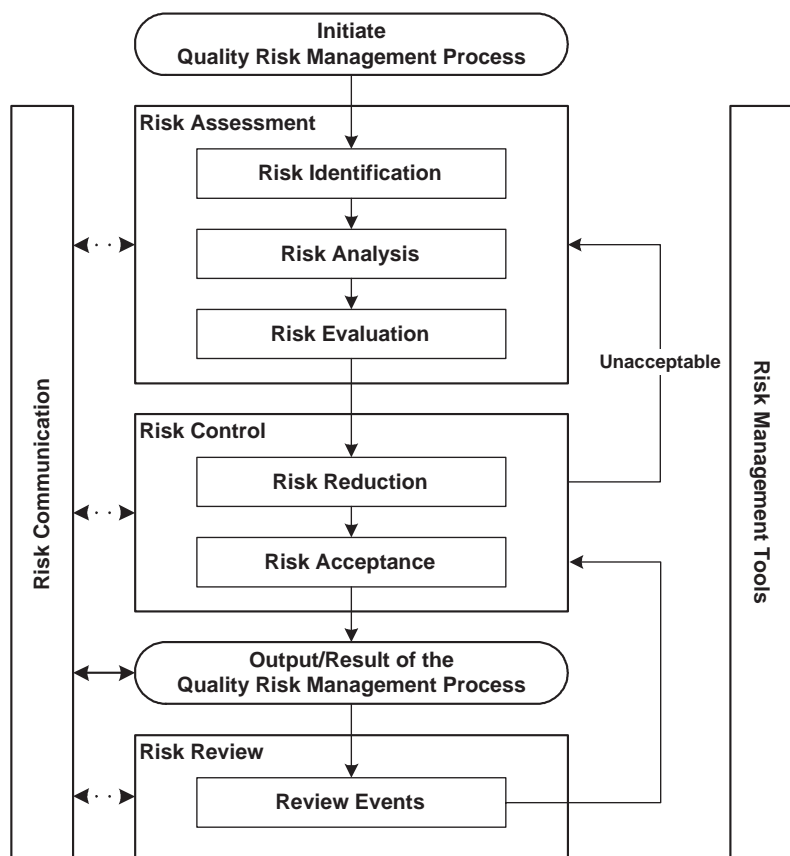 Initiate
Quality Risk Management Process
Risk Assessment
Risk Identification
Risk Analysis
Risk Evaluation
Unacceptable
Risk Communication
Risk Management Tools
Risk Control
Risk Reduction
Risk Acceptance
Output/Result of the
Quality Risk Management Process
Risk Review
Review Events